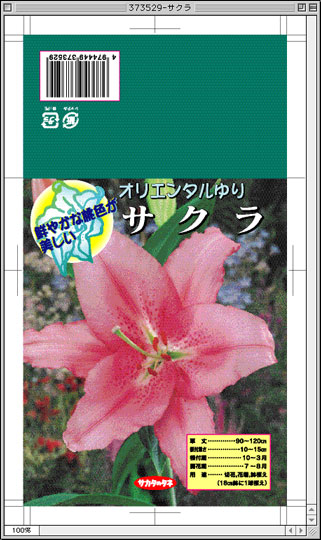 373529-サクラ
4 974449 373529
オリエンタルゆり
サクラ
鮮やかな桃色が
美しい
草 丈 ………… 90〜120cm
植付深さ ………… 10〜15cm
植付期 ………… 10〜3月
開花期 ………… 7〜8月
用 途 …… 切花,花壇,鉢植え
(18cm鉢に1球植え)
サカタのタネ
100%